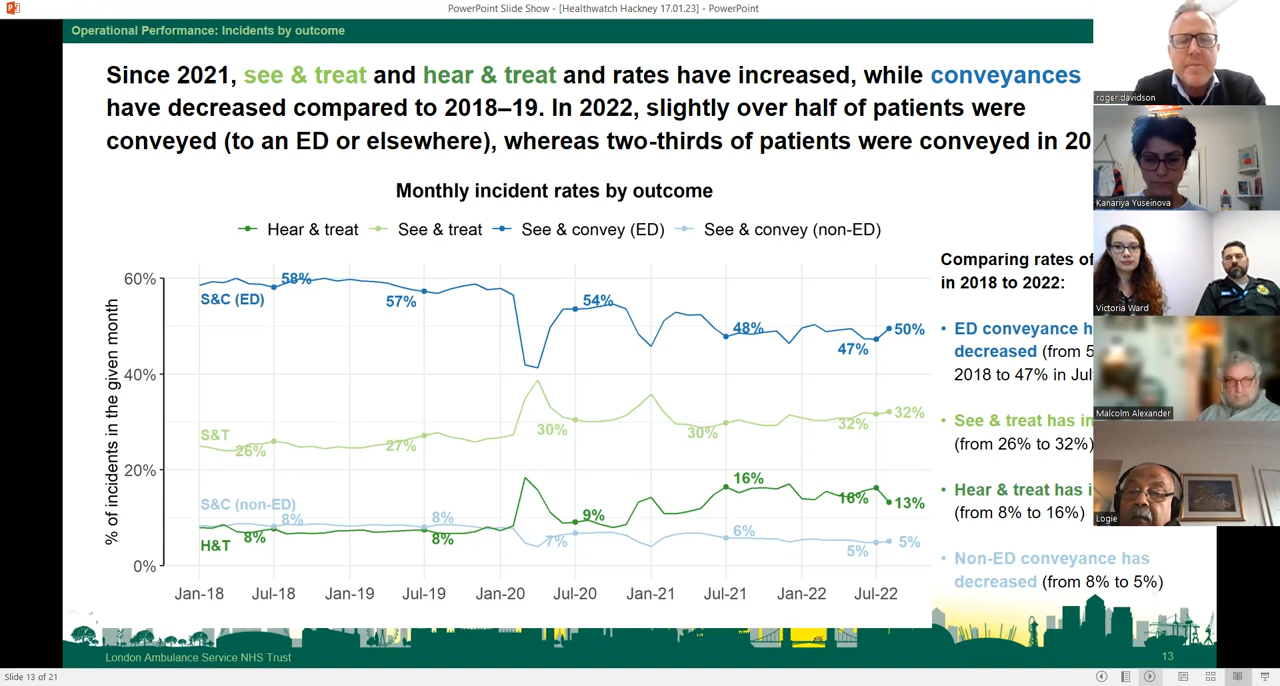 PowerPoint Slide Show - [Healthwatch Hackney 17.01.23] - PowerPoint
Operational Performance: Incidents by outcome
Since 2021, see & treat and hear & treat and rates have increased, while conveyances
have decreased compared to 2018–19. In 2022, slightly over half of patients were
conveyed (to an ED or elsewhere), whereas two-thirds of patients were conveyed in 20
Monthly incident rates by outcome
Hear & treat See & treat See & convey (ED) See & convey (non-ED)
% of incidents in the given month
60%
40%
20%
0%
S&C (ED)
58%
57%
54%
48%
47%
50%
S&T
26%
27%
30%
30%
32%
32%
S&C (non-ED)
8%
8%
7%
6%
5%
5%
H&T
8%
8%
9%
16%
16%
13%
Jan-18 Jul-18 Jan-19 Jul-19 Jan-20 Jul-20 Jan-21 Jul-21 Jan-22 Jul-22
Comparing rates of
in 2018 to 2022:
• ED conveyance h
decreased (from 5
2018 to 47% in Jul
• See & treat has in
(from 26% to 32%)
• Hear & treat has i
(from 8% to 16%)
• Non-ED conveyance has
decreased (from 8% to 5%)
roger.davidson
Kanariya Yuseinova
Victoria Ward
Malcolm Alexander
Logie
London Ambulance Service NHS Trust
13
Slide 13 of 21